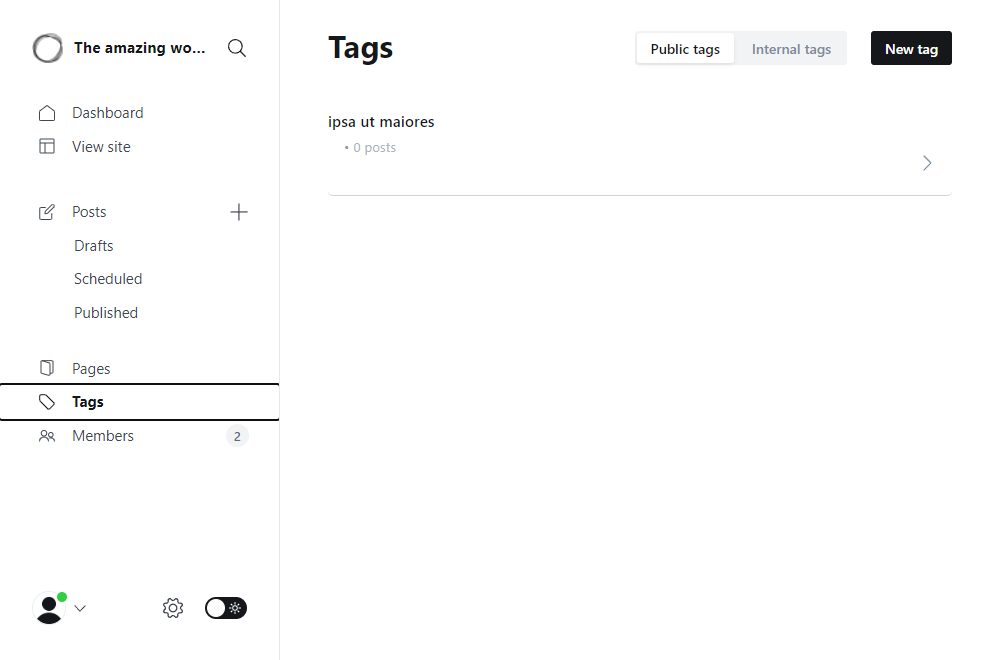 The amazing wo...
Dashboard
View site
Posts
Drafts
Scheduled
Published
Pages
Tags
Members 2
Tags
Public tags Internal tags New tag
ipsa ut maiores
• 0 posts